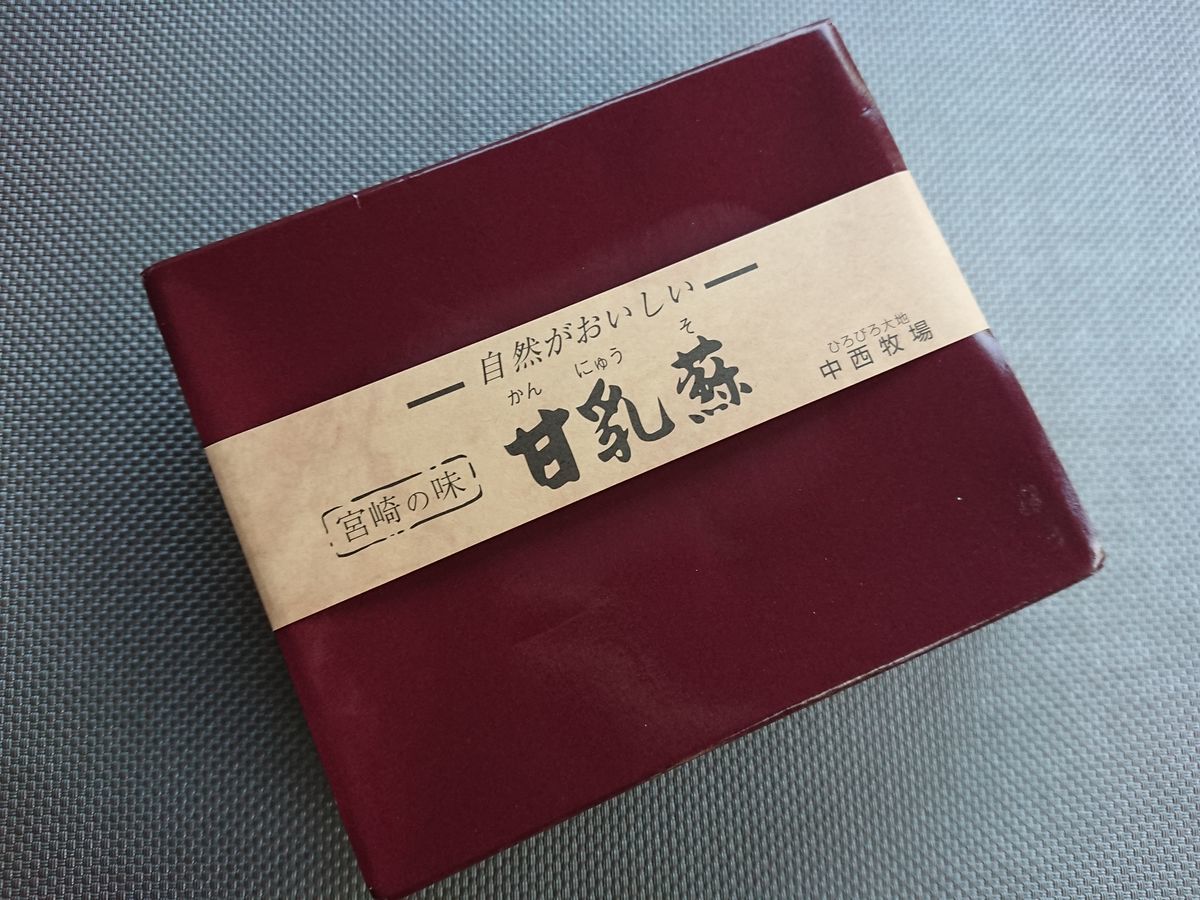 自然がおいしい
かん にゅう そ
甘乳蘇
宮崎の味
ひろびろ大地
中西牧場